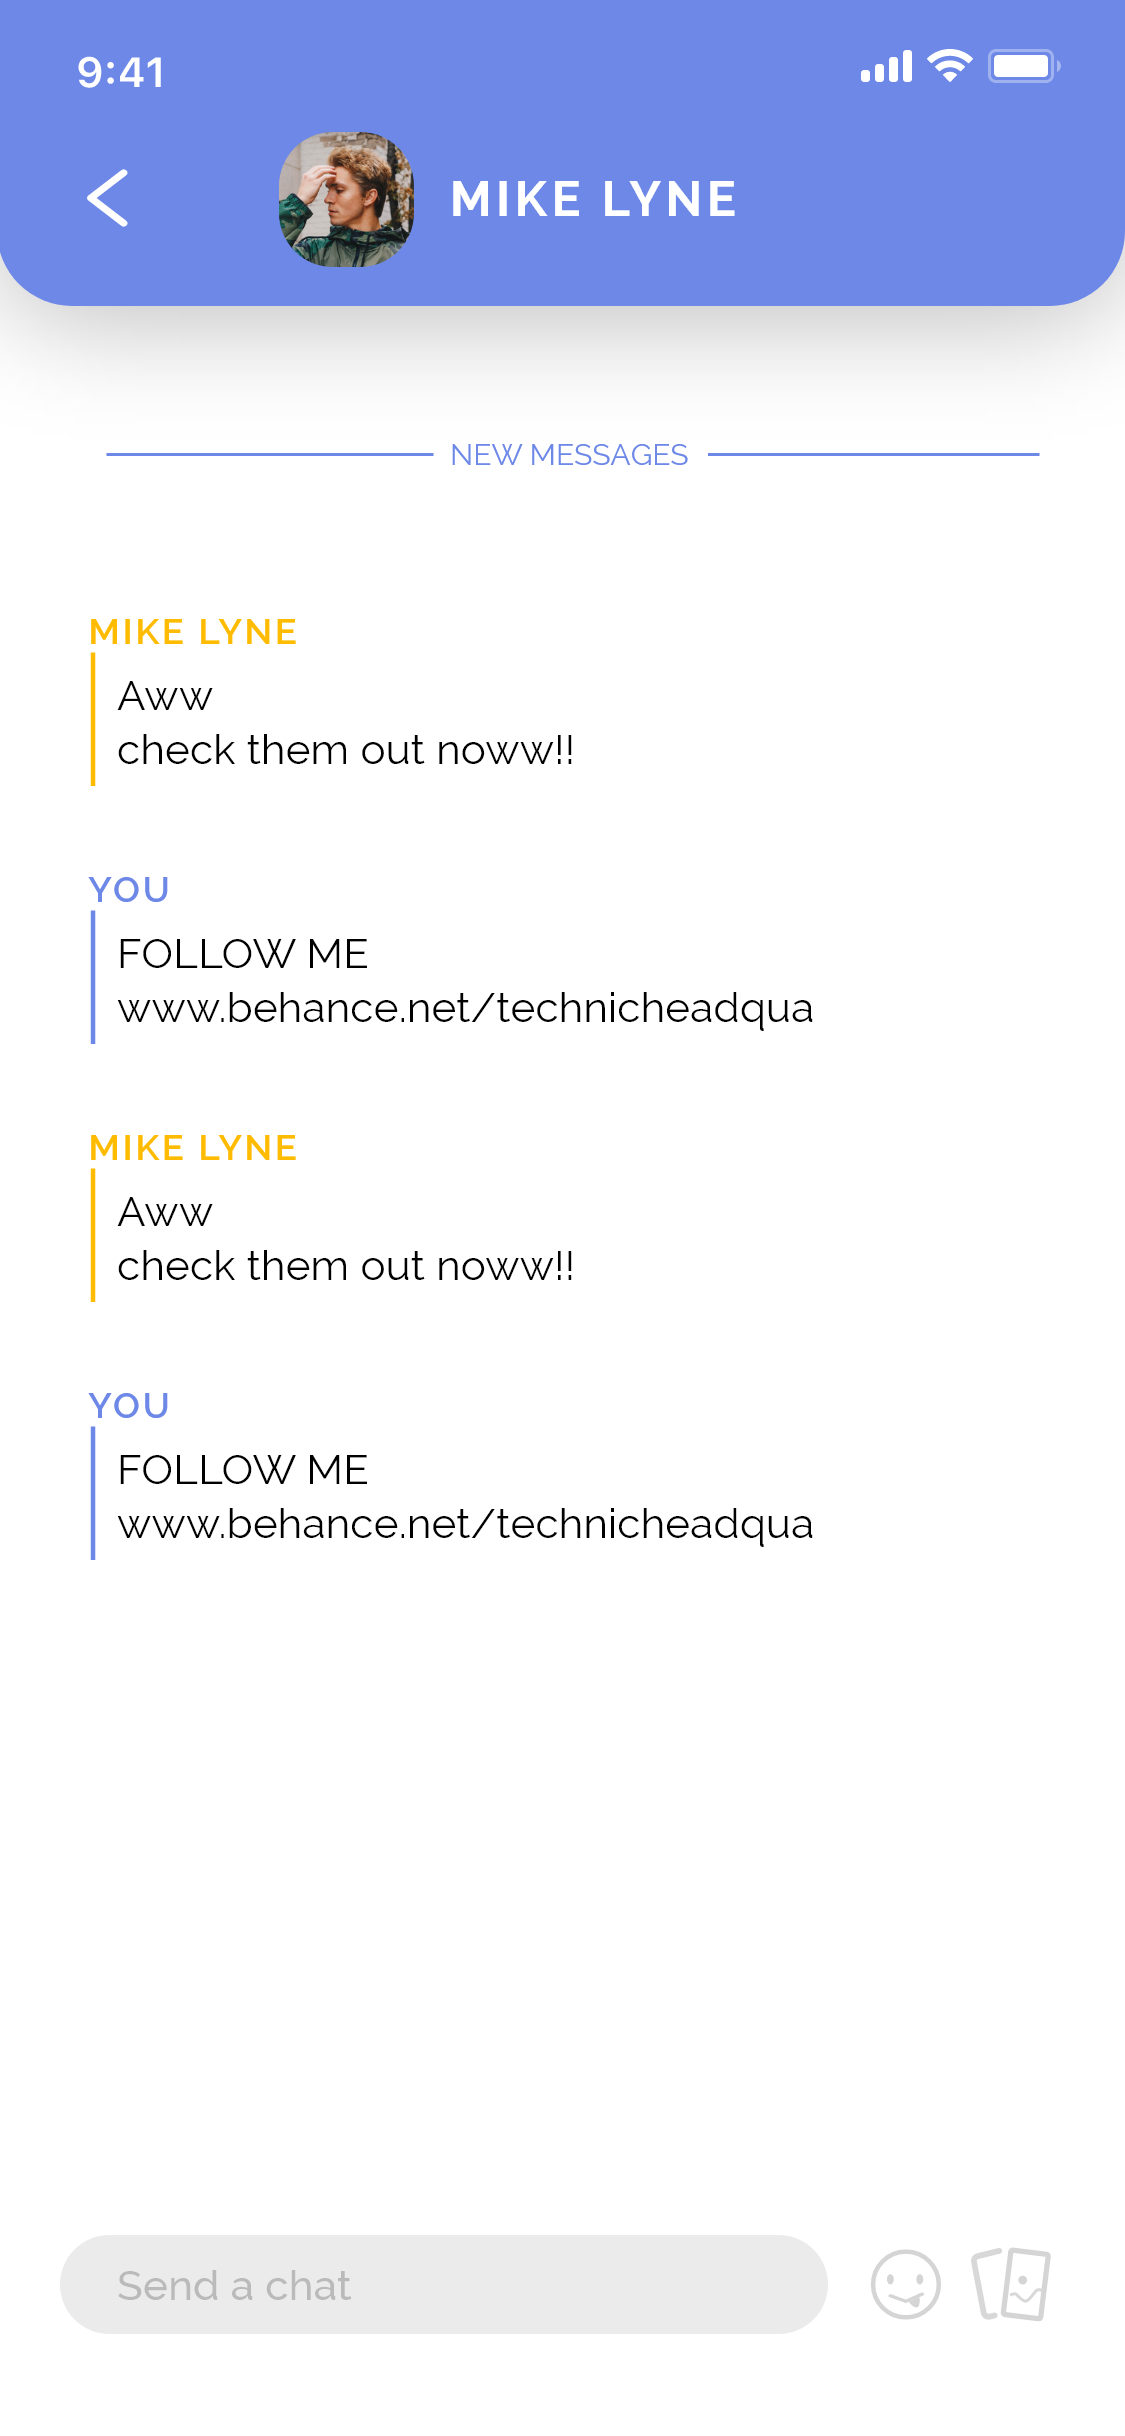 9:41
MIKE LYNE
NEW MESSAGES
MIKE LYNE
Aww
check them out noww!!
YOU
FOLLOW ME
www.behance.net/technicheadqua
MIKE LYNE
Aww
check them out noww!!
YOU
FOLLOW ME
www.behance.net/technicheadqua
Send a chat